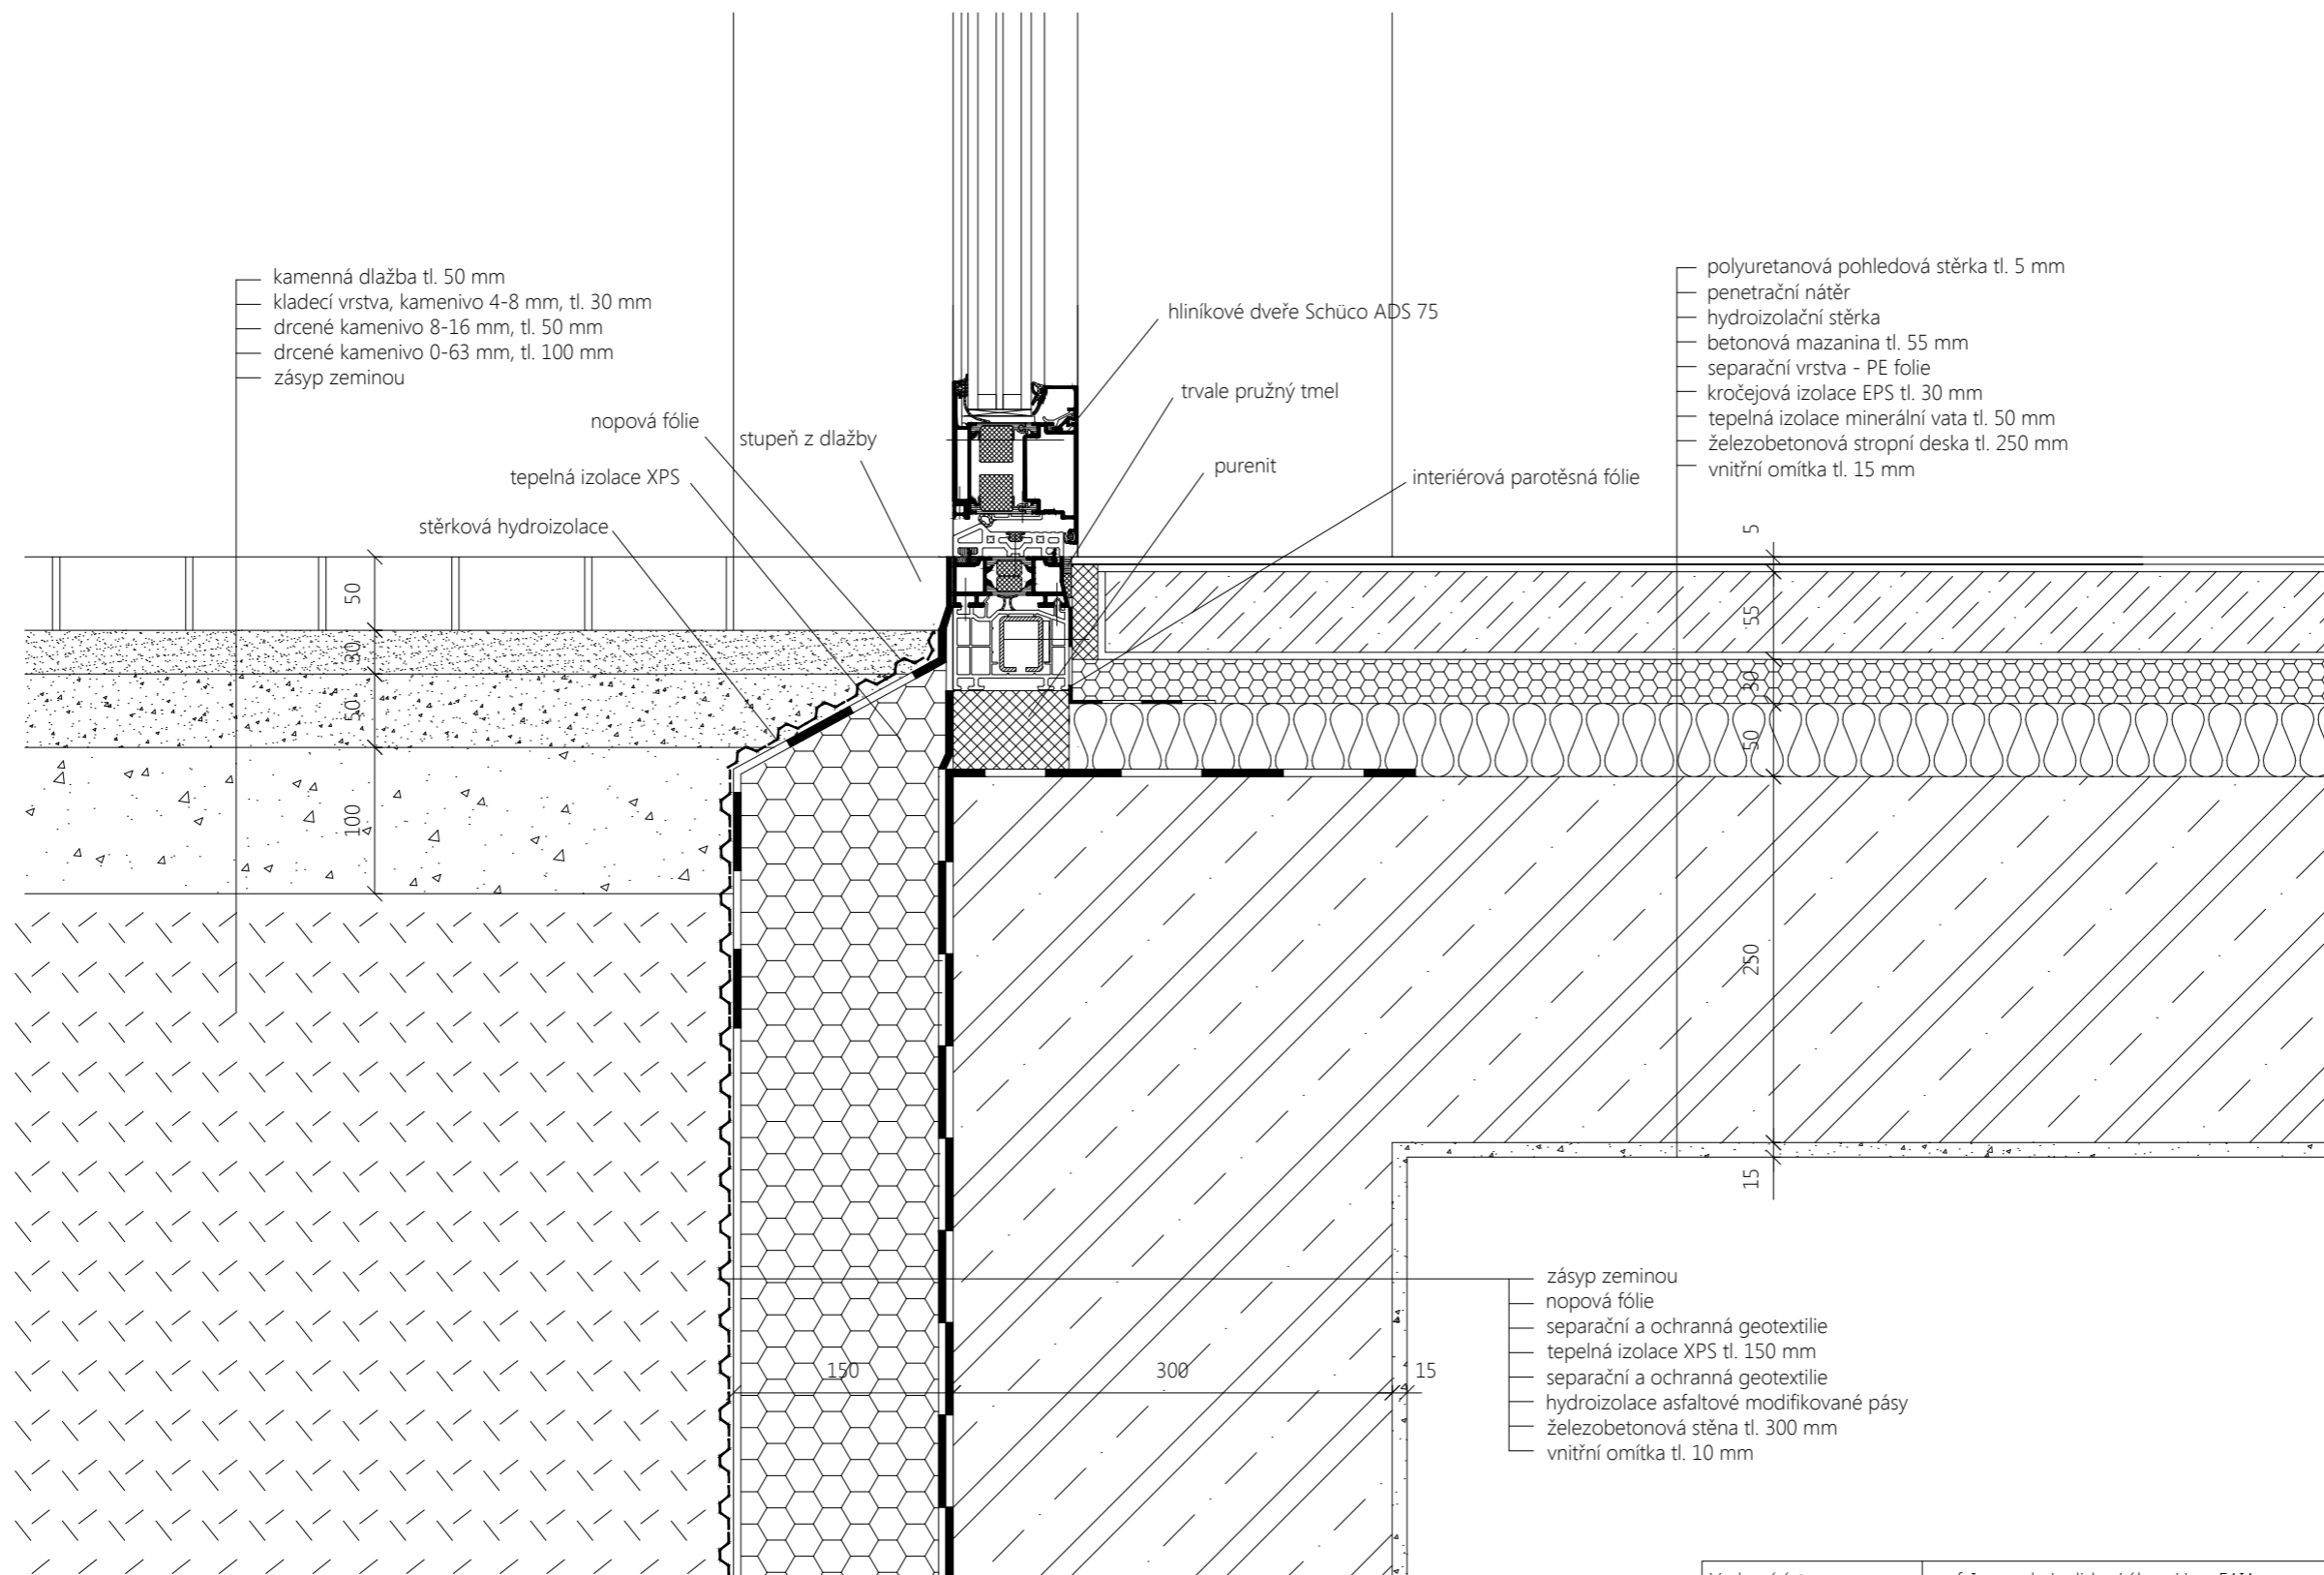 kamenná dlažba tl. 50 mm
kladecí vrstva, kamenivo 4-8 mm, tl. 30 mm
drcené kamenivo 8-16 mm, tl. 50 mm
drcené kamenivo 0-63 mm, tl. 100 mm
zásyp zeminou
nopová fólie
stupeň z dlažby
tepelná izolace XPS
stěrková hydroizolace
hliníkové dveře Schüco ADS 75
trvale pružný tmel
purenit
interiérová parotěsná fólie
polyuretanová pohledová stěrka tl. 5 mm
penetrační nátěr
hydroizolační stěrka
betonová mazanina tl. 55 mm
separační vrstva - PE folie
kročejová izolace EPS tl. 30 mm
tepelná izolace minerální vata tl. 50 mm
železobetonová stropní deska tl. 250 mm
vnitřní omítka tl. 15 mm
50
30
50
100
5
55
30
50
250
15
150
300
15
zásyp zeminou
nopová fólie
separační a ochranná geotextilie
tepelná izolace XPS tl. 150 mm
separační a ochranná geotextilie
hydroizolace asfaltové modifikované pásy
železobetonová stěna tl. 300 mm
vnitřní omítka tl. 10 mm